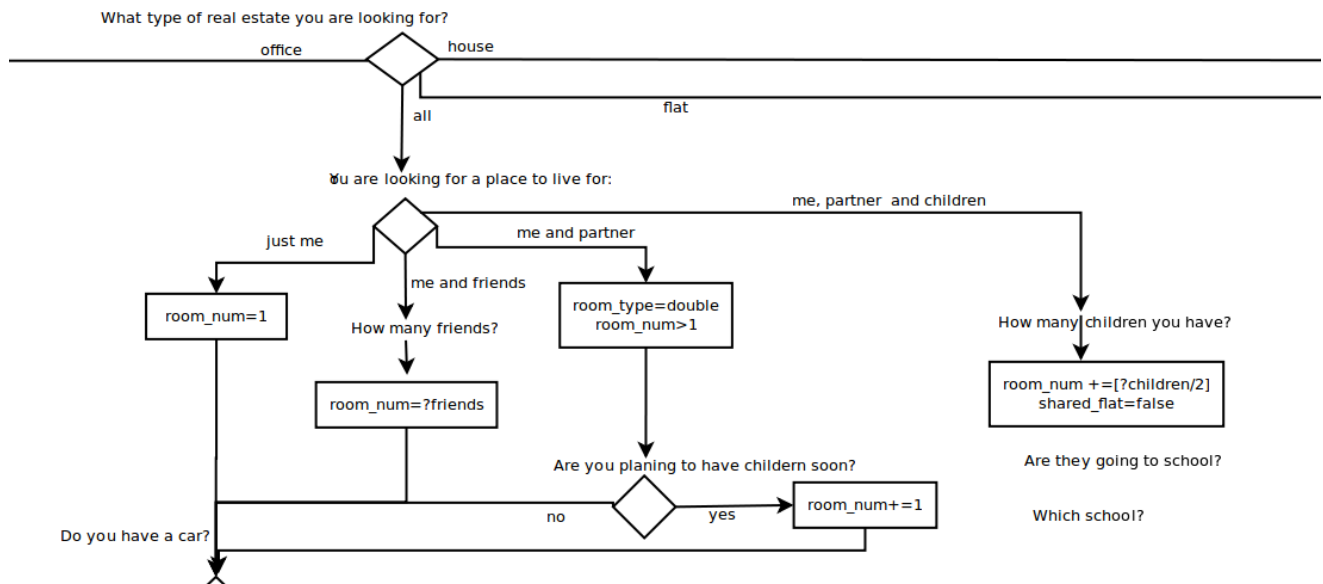 What type of real estate you are looking for?
office
house
flat
all
You are looking for a place to live for:
me, partner and children
just me
me and partner
me and friends
room_num=1
room_type=double
room_num>1
How many friends?
How many children you have?
room_num=?friends
room_num +=[?children/2]
shared_flat=false
Are you planing to have childern soon?
Are they going to school?
no
yes
room_num+=1
Which school?
Do you have a car?